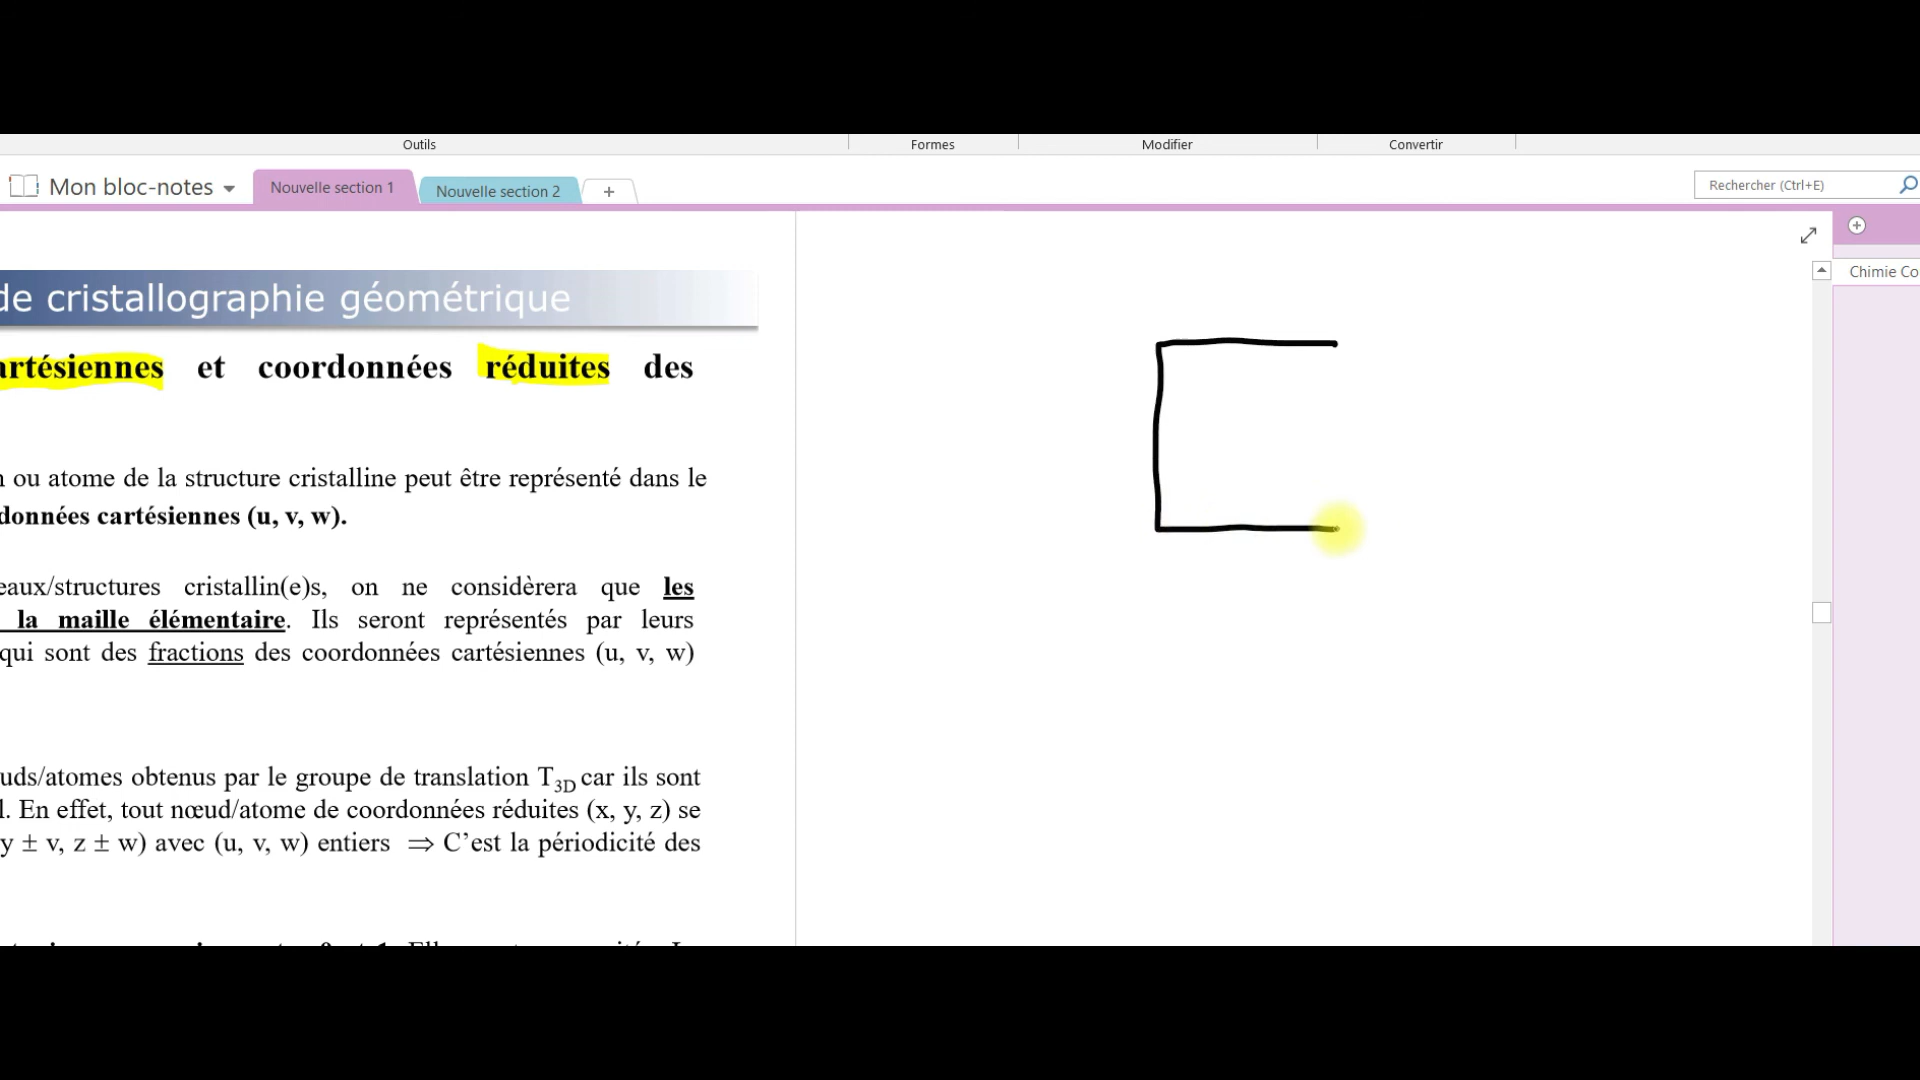 Outils Formes Modifier Convertir
Mon bloc-notes Nouvelle section 1 Nouvelle section 2 + Rechercher (Ctrl+E)
Chimie Co
de cristallographie géométrique
artésiennes et coordonnées réduites des
ou atome de la structure cristalline peut être représenté dans le
données cartésiennes (u, v, w).
eaux/structures cristallin(e)s, on ne considèrera que les
la maille élémentaire. Ils seront représentés par leurs
qui sont des fractions des coordonnées cartésiennes (u, v, w)
uds/atomes obtenus par le groupe de translation T3D car ils sont
l. En effet, tout nœud/atome de coordonnées réduites (x, y, z) se
y ± v, z ± w) avec (u, v, w) entiers ⇒ C’est la périodicité des